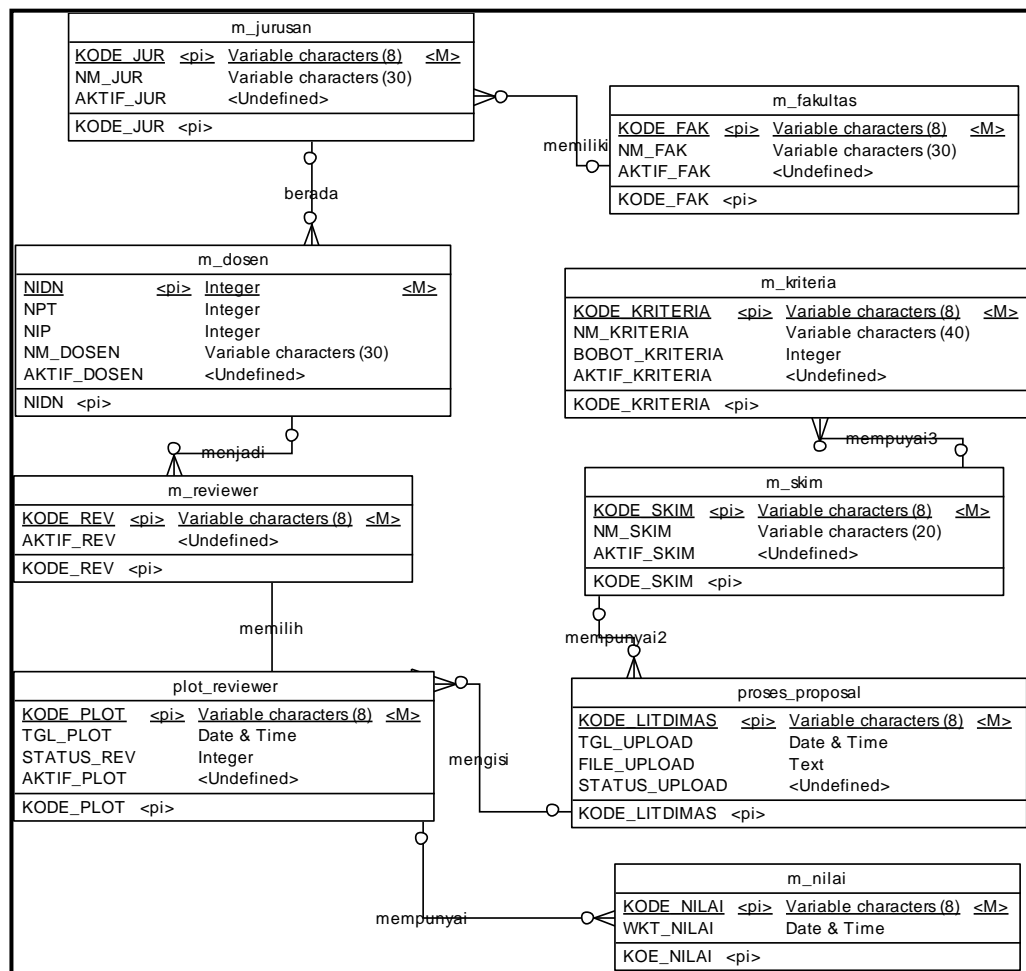 m_jurusan
KODE_JUR <pi> Variable characters (8) <M>
NM_JUR Variable characters (30)
AKTIF_JUR <Undefined>
KODE_JUR <pi>
m_fakultas
KODE_FAK <pi> Variable characters (8) <M>
NM_FAK Variable characters (30)
AKTIF_FAK <Undefined>
KODE_FAK <pi>
memiliki
berada
m_dosen
NIDN <pi> Integer <M>
NPT Integer
NIP Integer
NM_DOSEN Variable characters (30)
AKTIF_DOSEN <Undefined>
NIDN <pi>
m_kriteria
KODE_KRITERIA <pi> Variable characters (8) <M>
NM_KRITERIA Variable characters (40)
BOBOT_KRITERIA Integer
AKTIF_KRITERIA <Undefined>
KODE_KRITERIA <pi>
menjadi
mempuyai3
m_reviewer
KODE_REV <pi> Variable characters (8) <M>
AKTIF_REV <Undefined>
KODE_REV <pi>
m_skim
KODE_SKIM <pi> Variable characters (8) <M>
NM_SKIM Variable characters (20)
AKTIF_SKIM <Undefined>
KODE_SKIM <pi>
memilih
mempunyai2
plot_reviewer
KODE_PLOT <pi> Variable characters (8) <M>
TGL_PLOT Date & Time
STATUS_REV Integer
AKTIF_PLOT <Undefined>
KODE_PLOT <pi>
mengisi
proses_proposal
KODE_LITDIMAS <pi> Variable characters (8) <M>
TGL_UPLOAD Date & Time
FILE_UPLOAD Text
STATUS_UPLOAD <Undefined>
KODE_LITDIMAS <pi>
mempunyai
m_nilai
KODE_NILAI <pi> Variable characters (8) <M>
WKT_NILAI Date & Time
KOE_NILAI <pi>